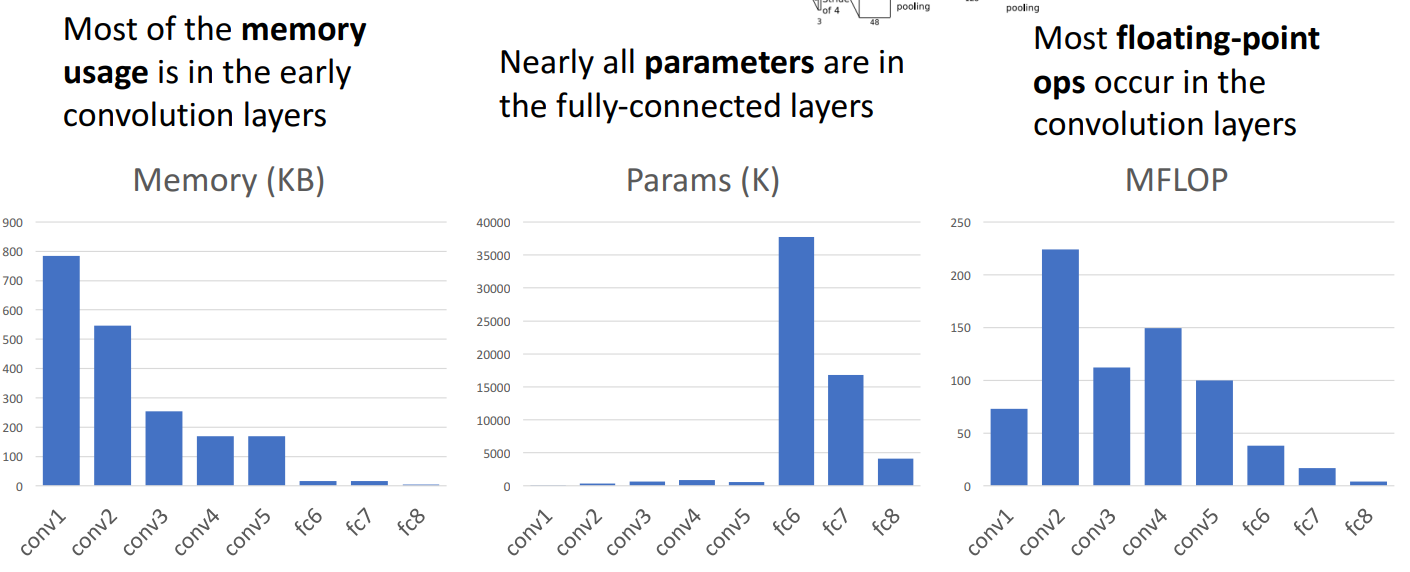 Stride
of 4
3
48
pooling
pooling
Most of the memory
usage is in the early
convolution layers
Nearly all parameters are in
the fully-connected layers
Most floating-point
ops occur in the
convolution layers
Memory (KB)
900
800
700
600
500
400
300
200
100
0
conv1
conv2
conv3
conv4
conv5
fc6
fc7
fc8
Params (K)
40000
35000
30000
25000
20000
15000
10000
5000
0
conv1
conv2
conv3
conv4
conv5
fc6
fc7
fc8
MFLOP
250
200
150
100
50
0
conv1
conv2
conv3
conv4
conv5
fc6
fc7
fc8